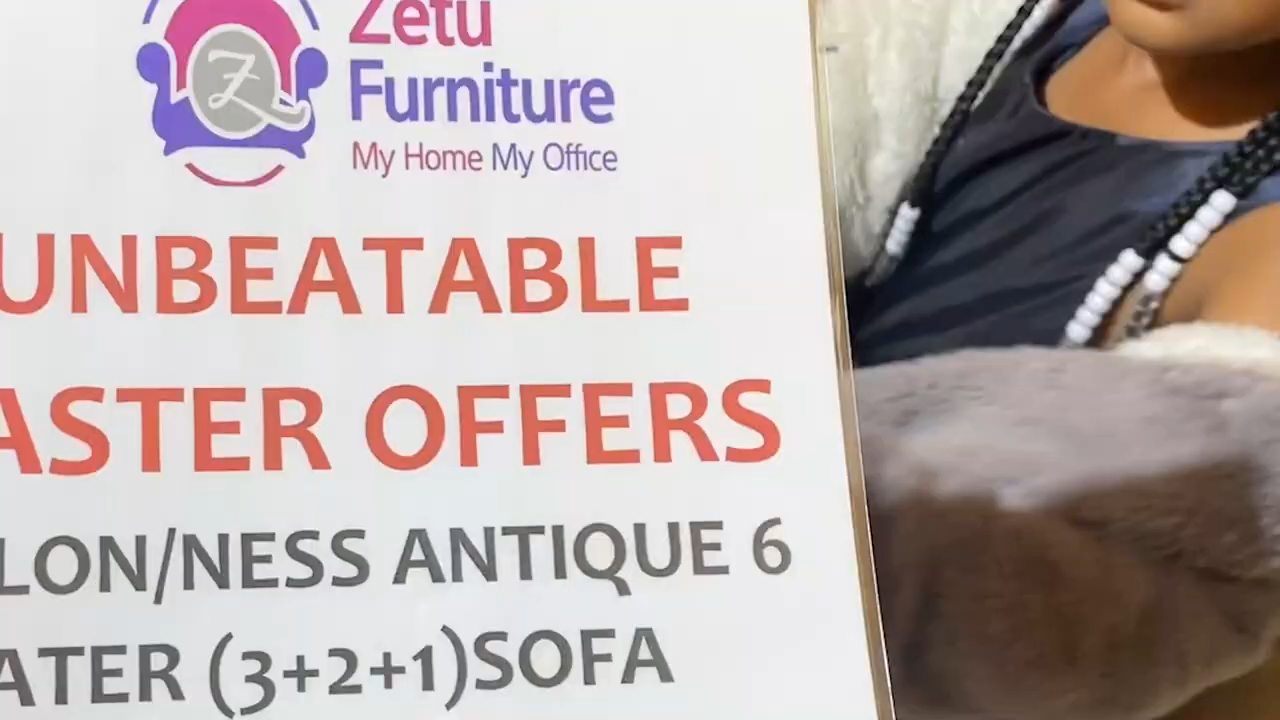 Zetu
Furniture
My Home My Office
Z
UNBEATABLE
ASTER OFFERS
LON/NESS ANTIQUE 6
ATER (3+2+1)SOFA